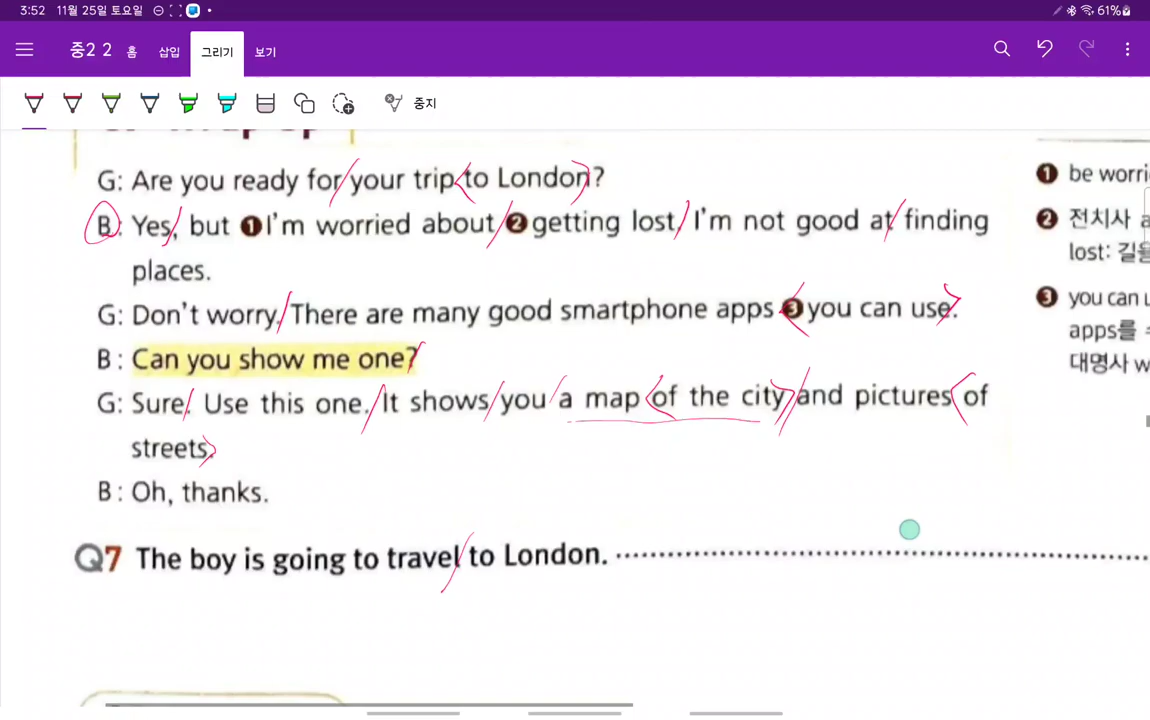 3:52 11월 25일 토요일 61%
중2 2 홈 삽입 그리기 보기
중지
G: Are you ready for your trip to London?
B: Yes, but ❶I'm worried about ❷getting lost. I'm not good at finding
places.
G: Don't worry. There are many good smartphone apps ❸you can use.
B: Can you show me one?
G: Sure. Use this one. It shows you a map of the city and pictures of
streets.
B: Oh, thanks.
Q7 The boy is going to travel to London.
❶ be worri
❷ 전치사 a
lost: 길을
❸ you can u
apps를
대명사 w